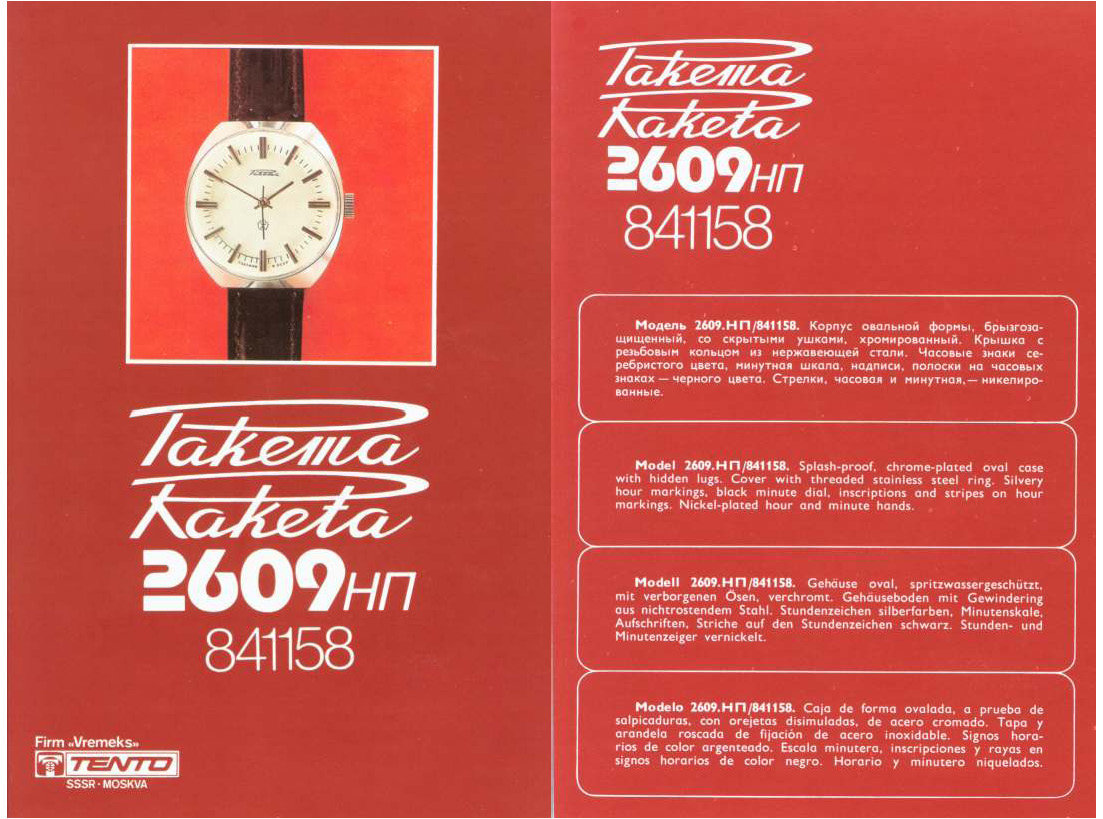 Ракета
Ракета
Raketa
2609 НП
841158
Firm «Vremeks»
TENTO
SSSR · MOSKVA
Ракета
Raketa
2609 НП
841158
Модель 2609.НП/841158. Корпус овальной формы, брызгоза-
щищенный, со скрытыми ушками, хромированный. Крышка с
резьбовым кольцом из нержавеющей стали. Часовые знаки се-
ребристого цвета, минутная шкала, надписи, полоски на часовых
знаках — черного цвета. Стрелки, часовая и минутная,— никелиро-
ванные.
Model 2609.НП/841158. Splash-proof, chrome-plated oval case
with hidden lugs. Cover with threaded stainless steel ring. Silvery
hour markings, black minute dial, inscriptions and stripes on hour
markings. Nickel-plated hour and minute hands.
Modell 2609.НП/841158. Gehäuse oval, spritzwassergeschützt,
mit verborgenen Ösen, verchromt. Gehäuseboden mit Gewindering
aus nichtrostendem Stahl. Stundenzeichen silberfarben, Minutenskale,
Aufschriften, Striche auf den Stundenzeichen schwarz. Stunden- und
Minutenzeiger vernickelt.
Modelo 2609.НП/841158. Caja de forma ovalada, a prueba de
salpicaduras, con orejetas disimuladas, de acero cromado. Tapa y
arandela roscada de fijación de acero inoxidable. Signos hora-
rios de color argenteado. Escala minutera, inscripciones y rayas en
signos horarios de color negro. Horario y minutero niquelados.